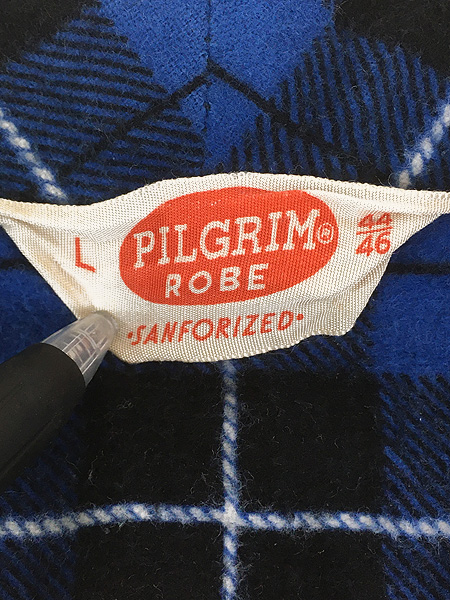 L
PILGRIM®
ROBE
44
46
•SANFORIZED•